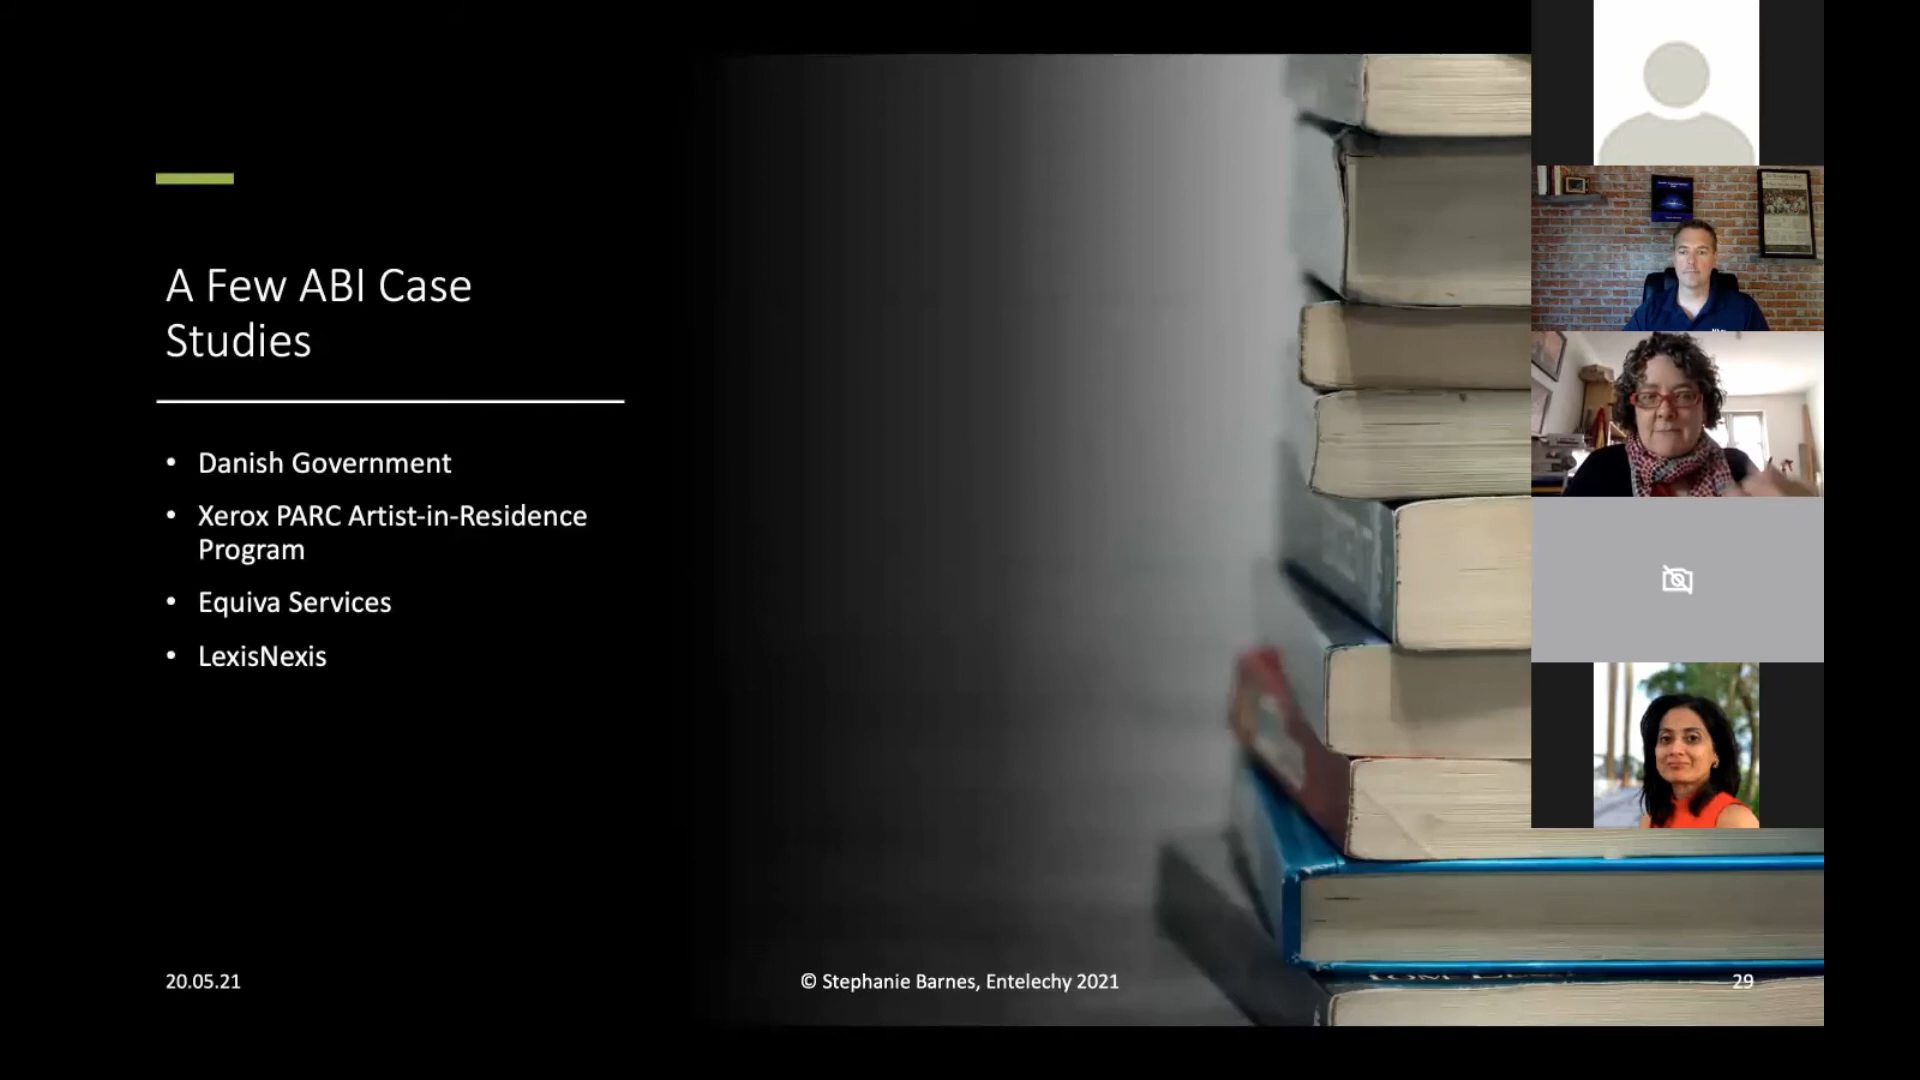 A Few ABI Case
Studies
• Danish Government
• Xerox PARC Artist-in-Residence
Program
• Equiva Services
• LexisNexis
20.05.21
© Stephanie Barnes, Entelechy 2021
29